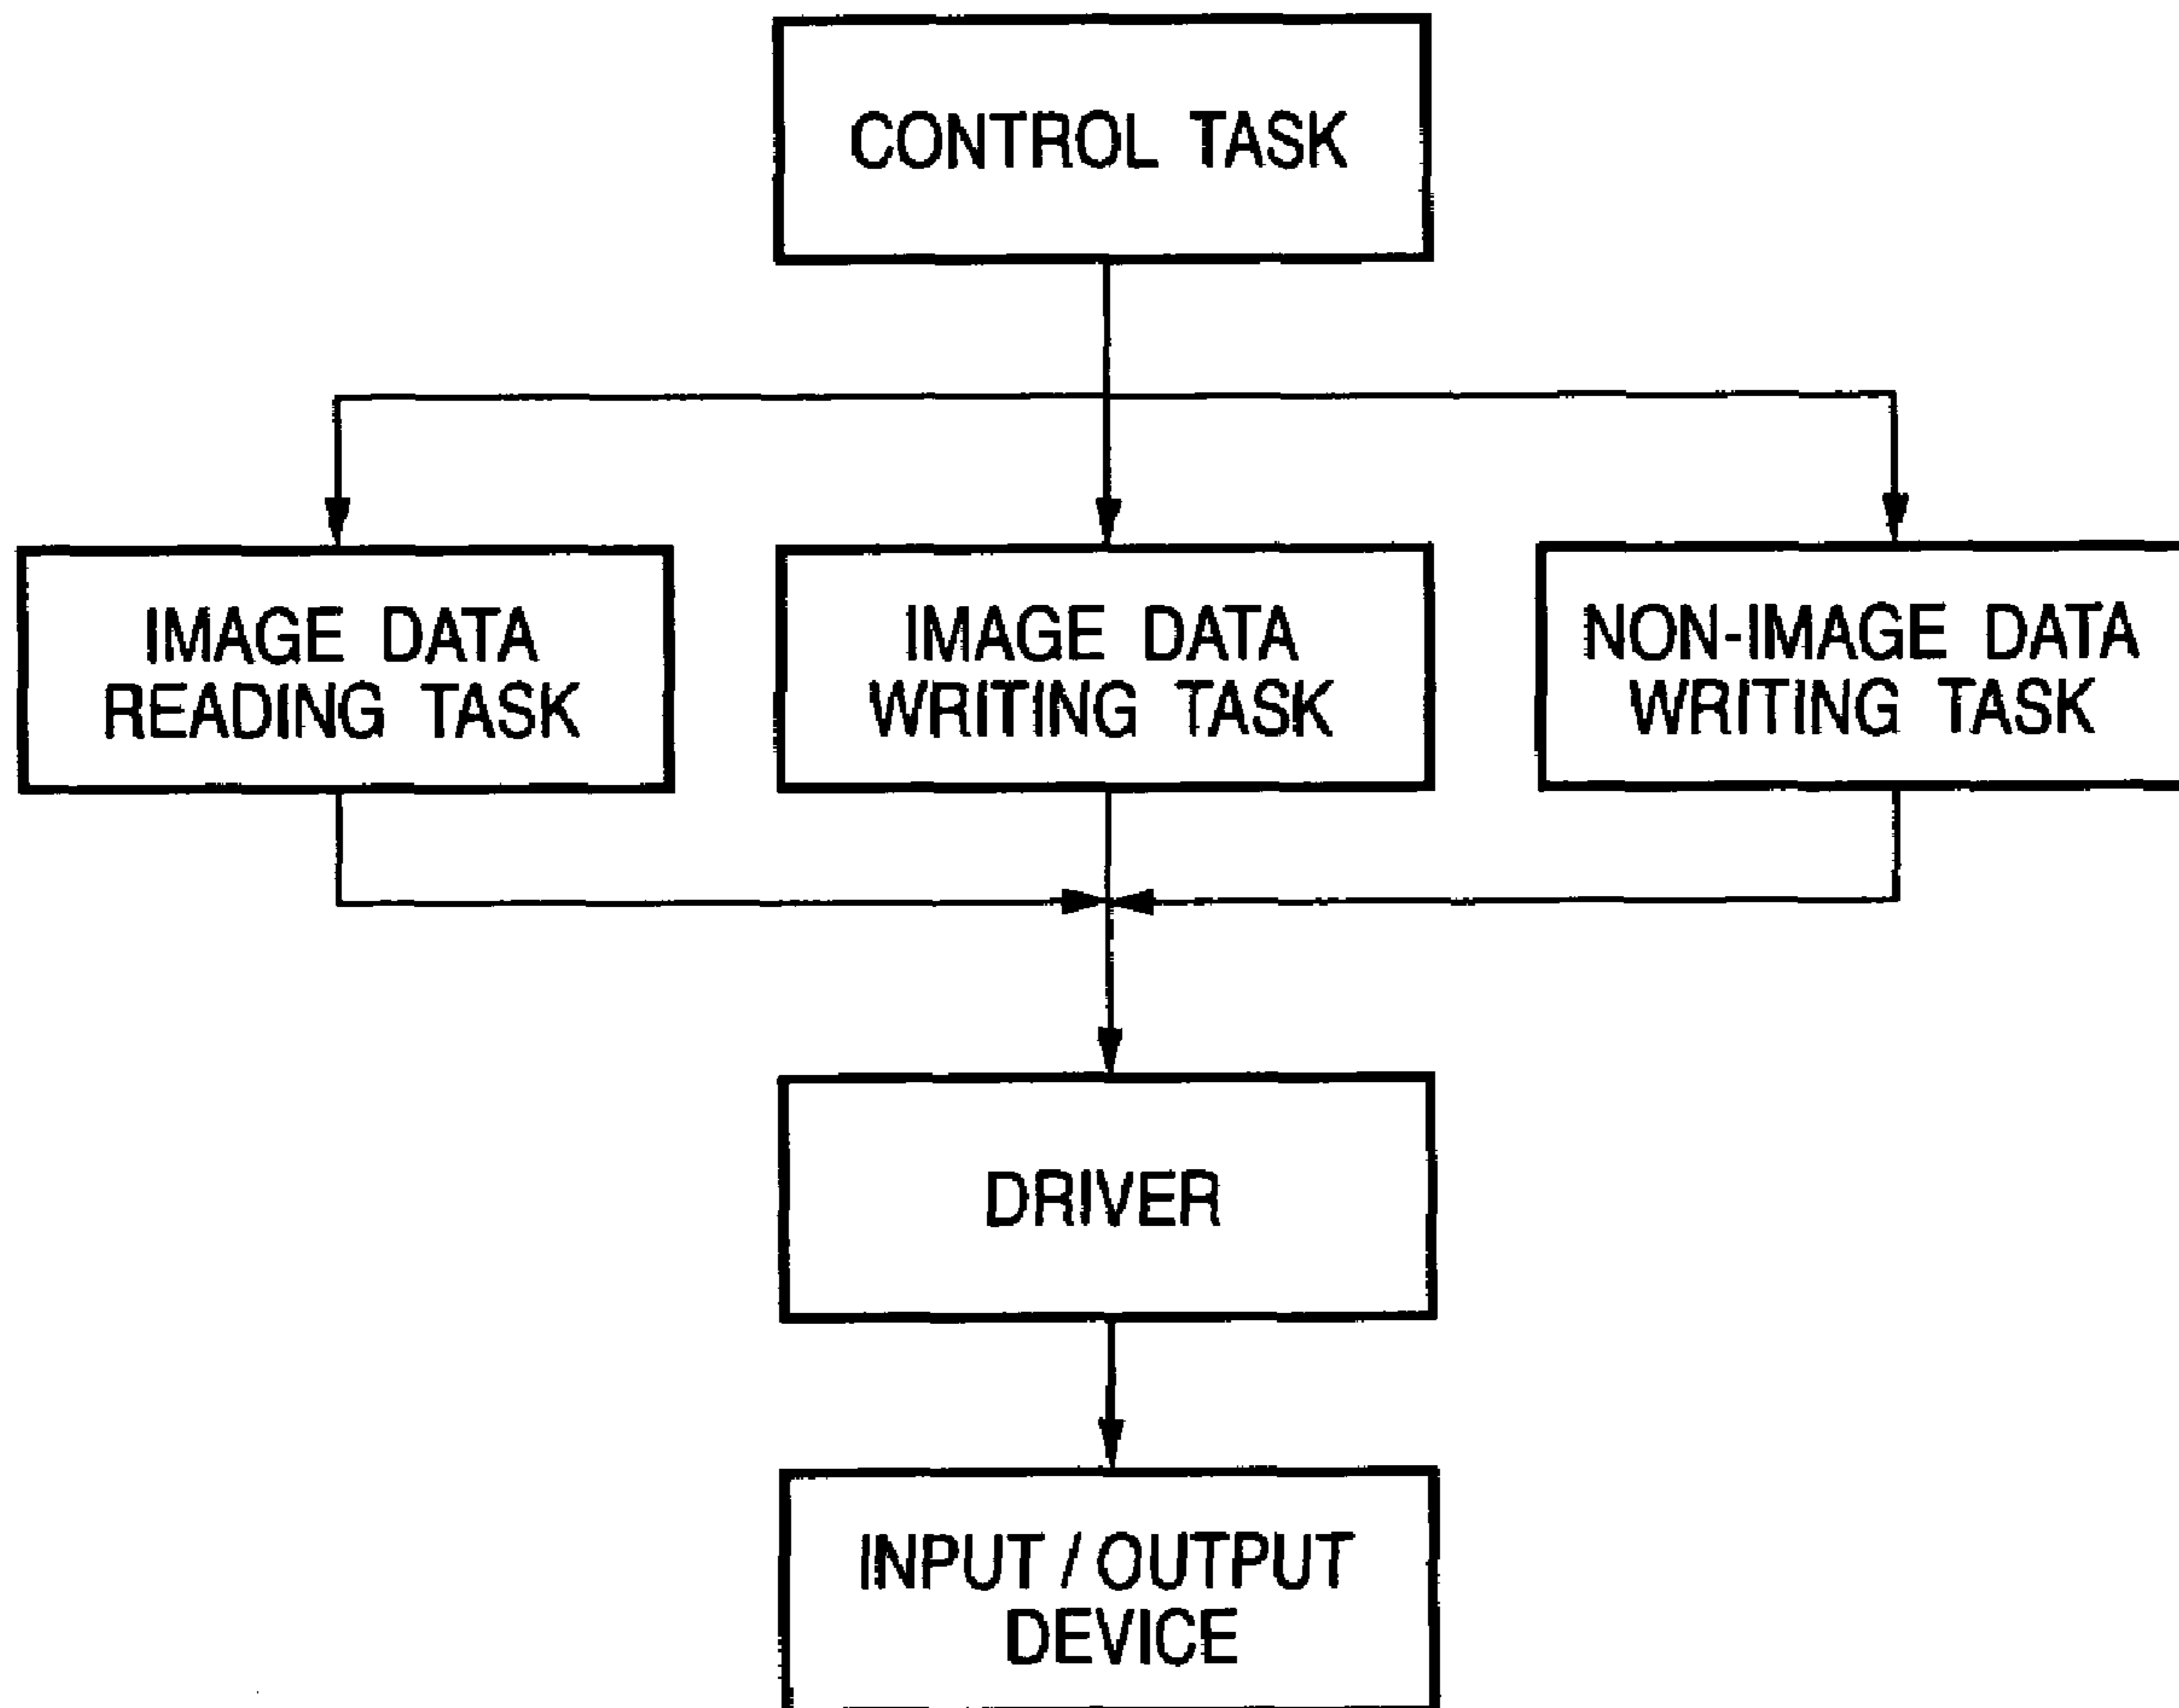 CONTROL TASK
IMAGE DATA
READING TASK
IMAGE DATA
WRITING TASK
NON-IMAGE DATA
WRITING TASK
DRIVER
INPUT / OUTPUT
DEVICE